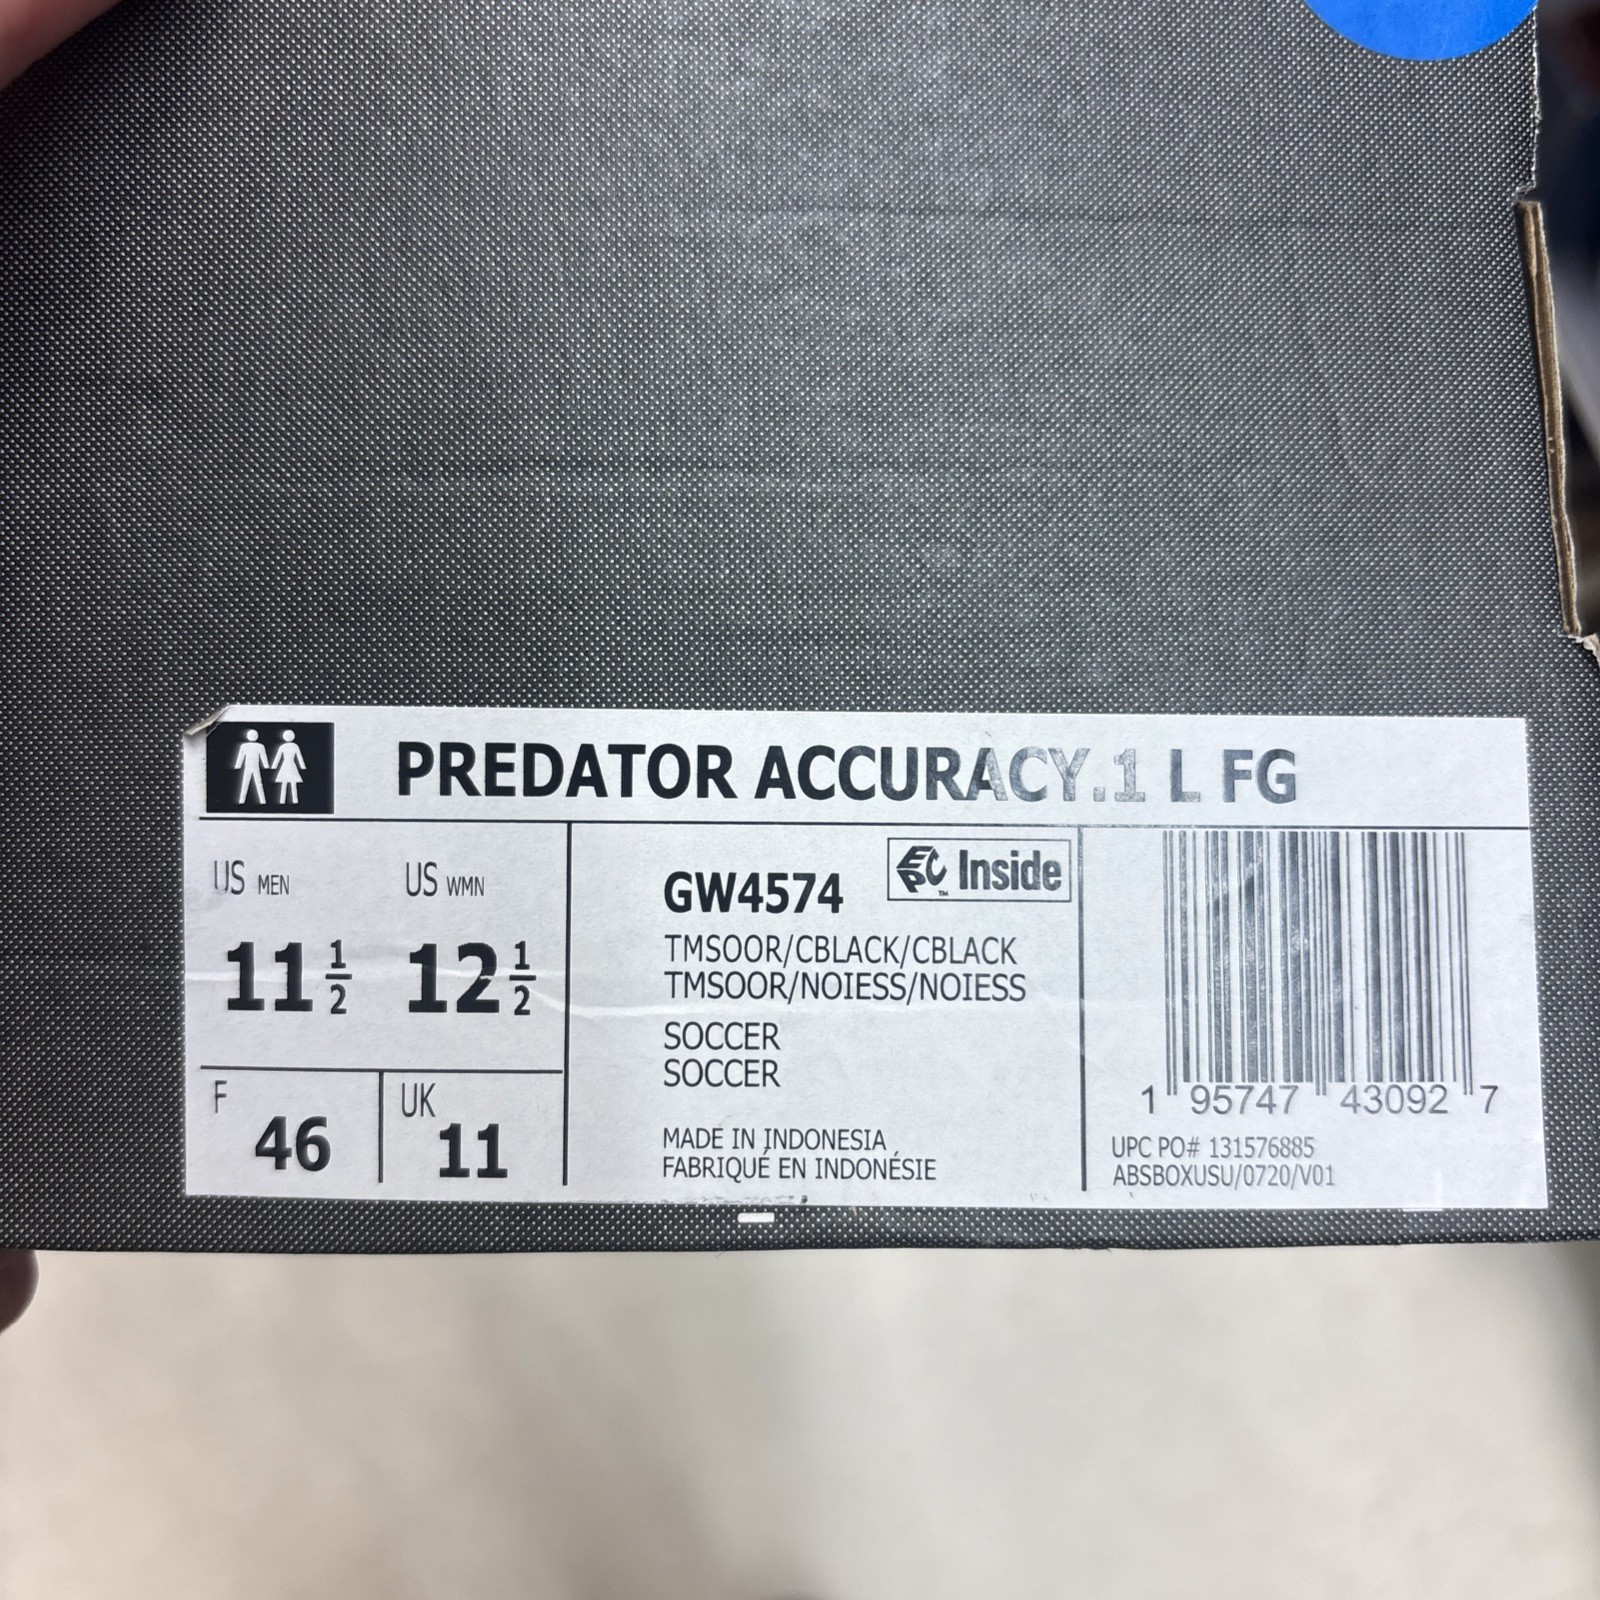 PREDATOR ACCURACY.1 L FG
US MEN
11 1/2
US WMN
12 1/2
F
46
UK
11
GW4574
EPC Inside
™
TMSOOR/CBLACK/CBLACK
TMSOOR/NOIESS/NOIESS
SOCCER
SOCCER
MADE IN INDONESIA
FABRIQUÉ EN INDONÉSIE
1 95747 43092 7
UPC PO# 131576885
ABSBOXUSU/0720/V01